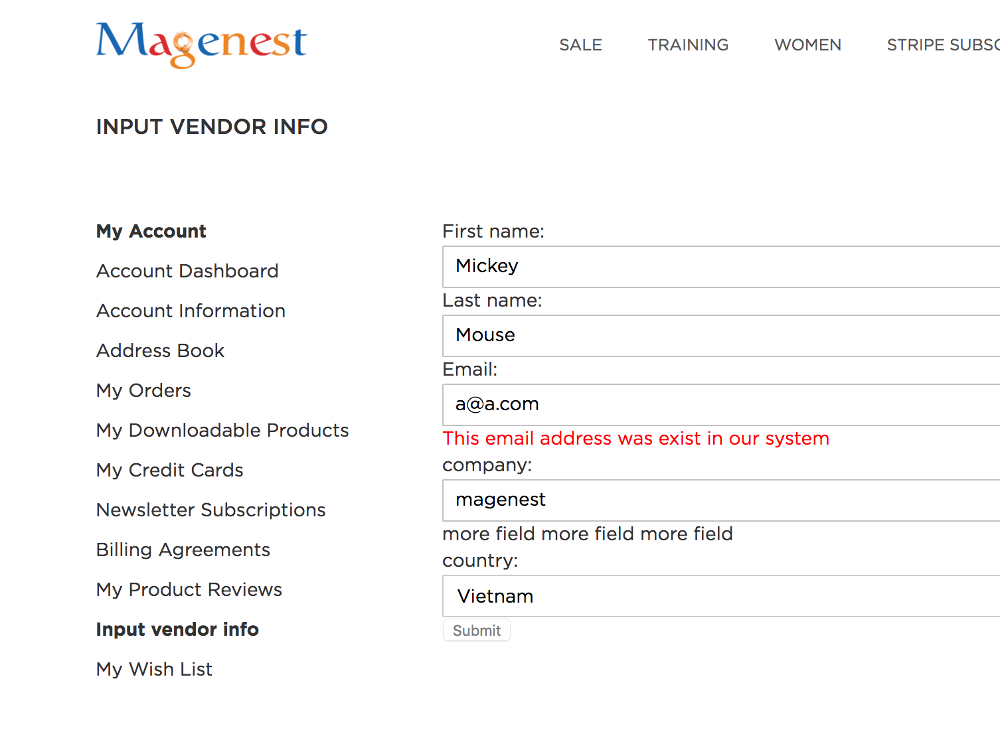 Magenest
SALE TRAINING WOMEN STRIPE SUBSC
INPUT VENDOR INFO
My Account
Account Dashboard
Account Information
Address Book
My Orders
My Downloadable Products
My Credit Cards
Newsletter Subscriptions
Billing Agreements
My Product Reviews
Input vendor info
My Wish List
First name:
Mickey
Last name:
Mouse
Email:
a@a.com
This email address was exist in our system
company:
magenest
more field more field more field
country:
Vietnam
Submit